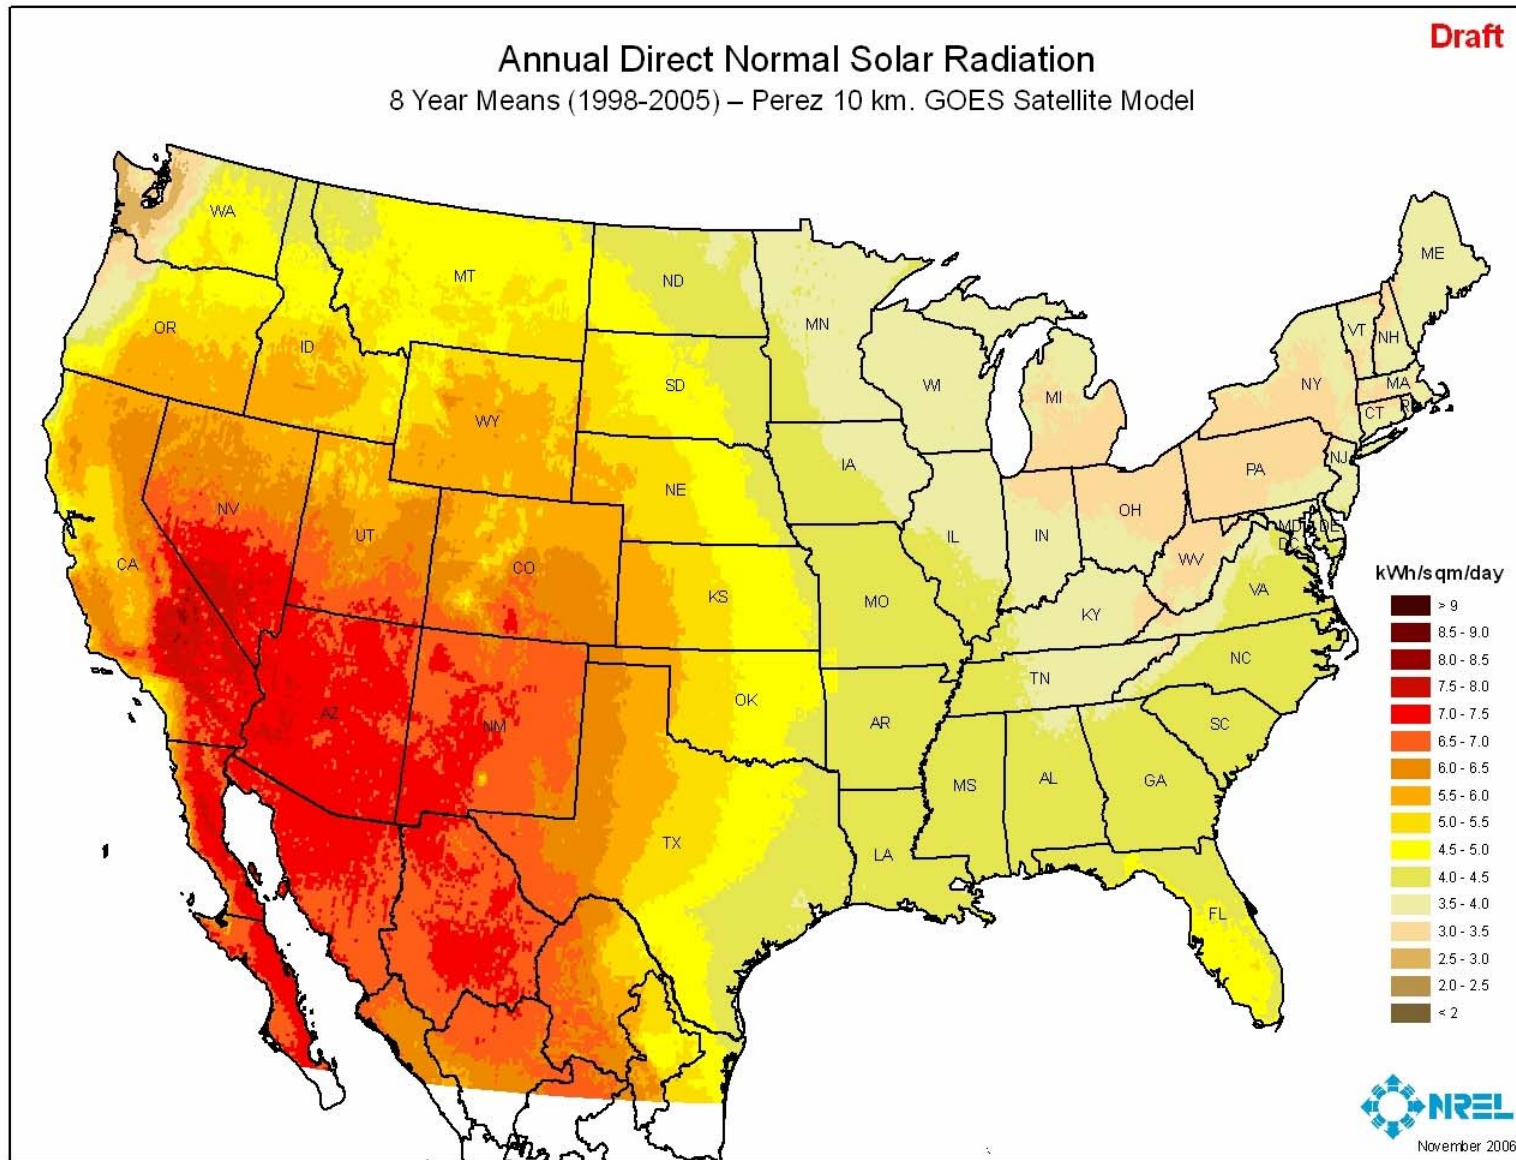 Draft
Annual Direct Normal Solar Radiation
8 Year Means (1998-2005) – Perez 10 km. GOES Satellite Model
WA
MT
ND
MN
ME
OR
ID
SD
WI
MI
VT
NH
NY
MA
CT
RI
WY
IA
NE
PA
NJ
NV
UT
CO
IL
IN
OH
MD
DE
DC
WV
CA
KS
MO
KY
VA
AZ
NM
OK
AR
TN
NC
SC
MS
AL
GA
TX
LA
FL
kWh/sqm/day
> 9
8.5 - 9.0
8.0 - 8.5
7.5 - 8.0
7.0 - 7.5
6.5 - 7.0
6.0 - 6.5
5.5 - 6.0
5.0 - 5.5
4.5 - 5.0
4.0 - 4.5
3.5 - 4.0
3.0 - 3.5
2.5 - 3.0
2.0 - 2.5
< 2
NREL
November 2006